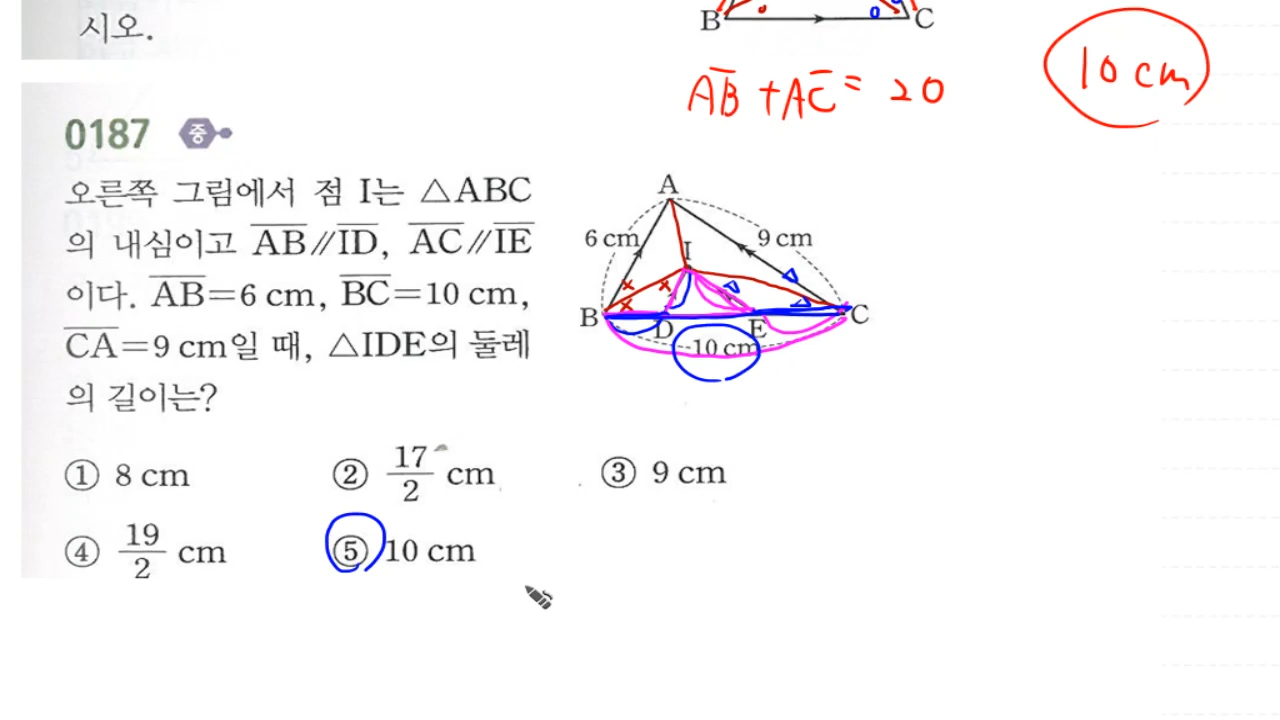 시오.
B
C
AB + AC = 20
10 cm
0187 중
오른쪽 그림에서 점 I는 △ABC
의 내심이고 AB∥ID, AC∥IE
이다. AB=6 cm, BC=10 cm,
CA=9 cm일 때, △IDE의 둘레
의 길이는?
A
6 cm
9 cm
I
B
D
E
C
10 cm
① 8 cm
② 17/2 cm
③ 9 cm
④ 19/2 cm
⑤ 10 cm